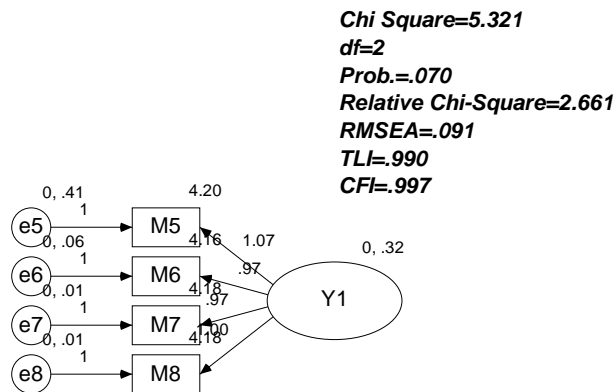 Chi Square=5.321
df=2
Prob.=.070
Relative Chi-Square=2.661
RMSEA=.091
TLI=.990
CFI=.997
0, .41
4.20
e5
1
M5
1.07
0, .06
4.16
e6
1
M6
.97
0, .32
Y1
0, .01
4.18
e7
1
M7
.97
0, .01
4.18
e8
1
M8
1.00